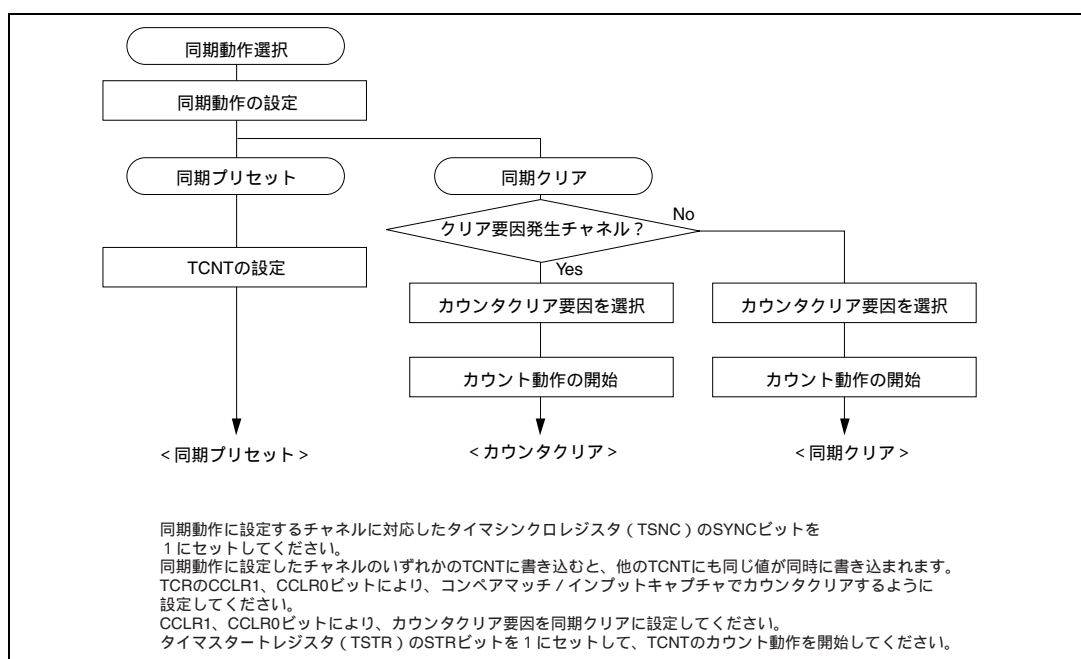 同期動作選択
同期動作の設定
同期プリセット
同期クリア
クリア要因発生チャネル？
No
Yes
TCNTの設定
カウンタクリア要因を選択
カウンタクリア要因を選択
カウント動作の開始
カウント動作の開始
＜同期プリセット＞
＜カウンタクリア＞
＜同期クリア＞
同期動作に設定するチャネルに対応したタイマシンクロレジスタ（TSNC）のSYNCビットを
１にセットしてください。
同期動作に設定したチャネルのいずれかのTCNTに書き込むと、他のTCNTにも同じ値が同時に書き込まれます。
TCRのCCLR1、CCLR0ビットにより、コンペアマッチ／インプットキャプチャでカウンタクリアするように
設定してください。
CCLR1、CCLR0ビットにより、カウンタクリア要因を同期クリアに設定してください。
タイマスタートレジスタ（TSTR）のSTRビットを１にセットして、TCNTのカウント動作を開始してください。